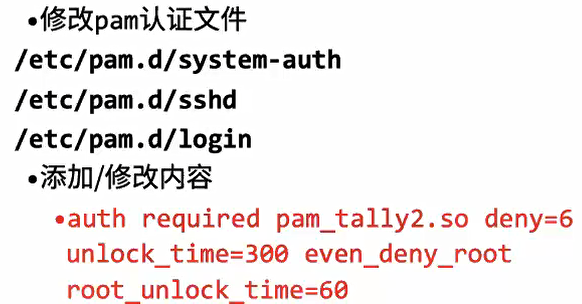 •修改pam认证文件
/etc/pam.d/system-auth
/etc/pam.d/sshd
/etc/pam.d/login
•添加/修改内容
•auth required pam_tally2.so deny=6
unlock_time=300 even_deny_root
root_unlock_time=60